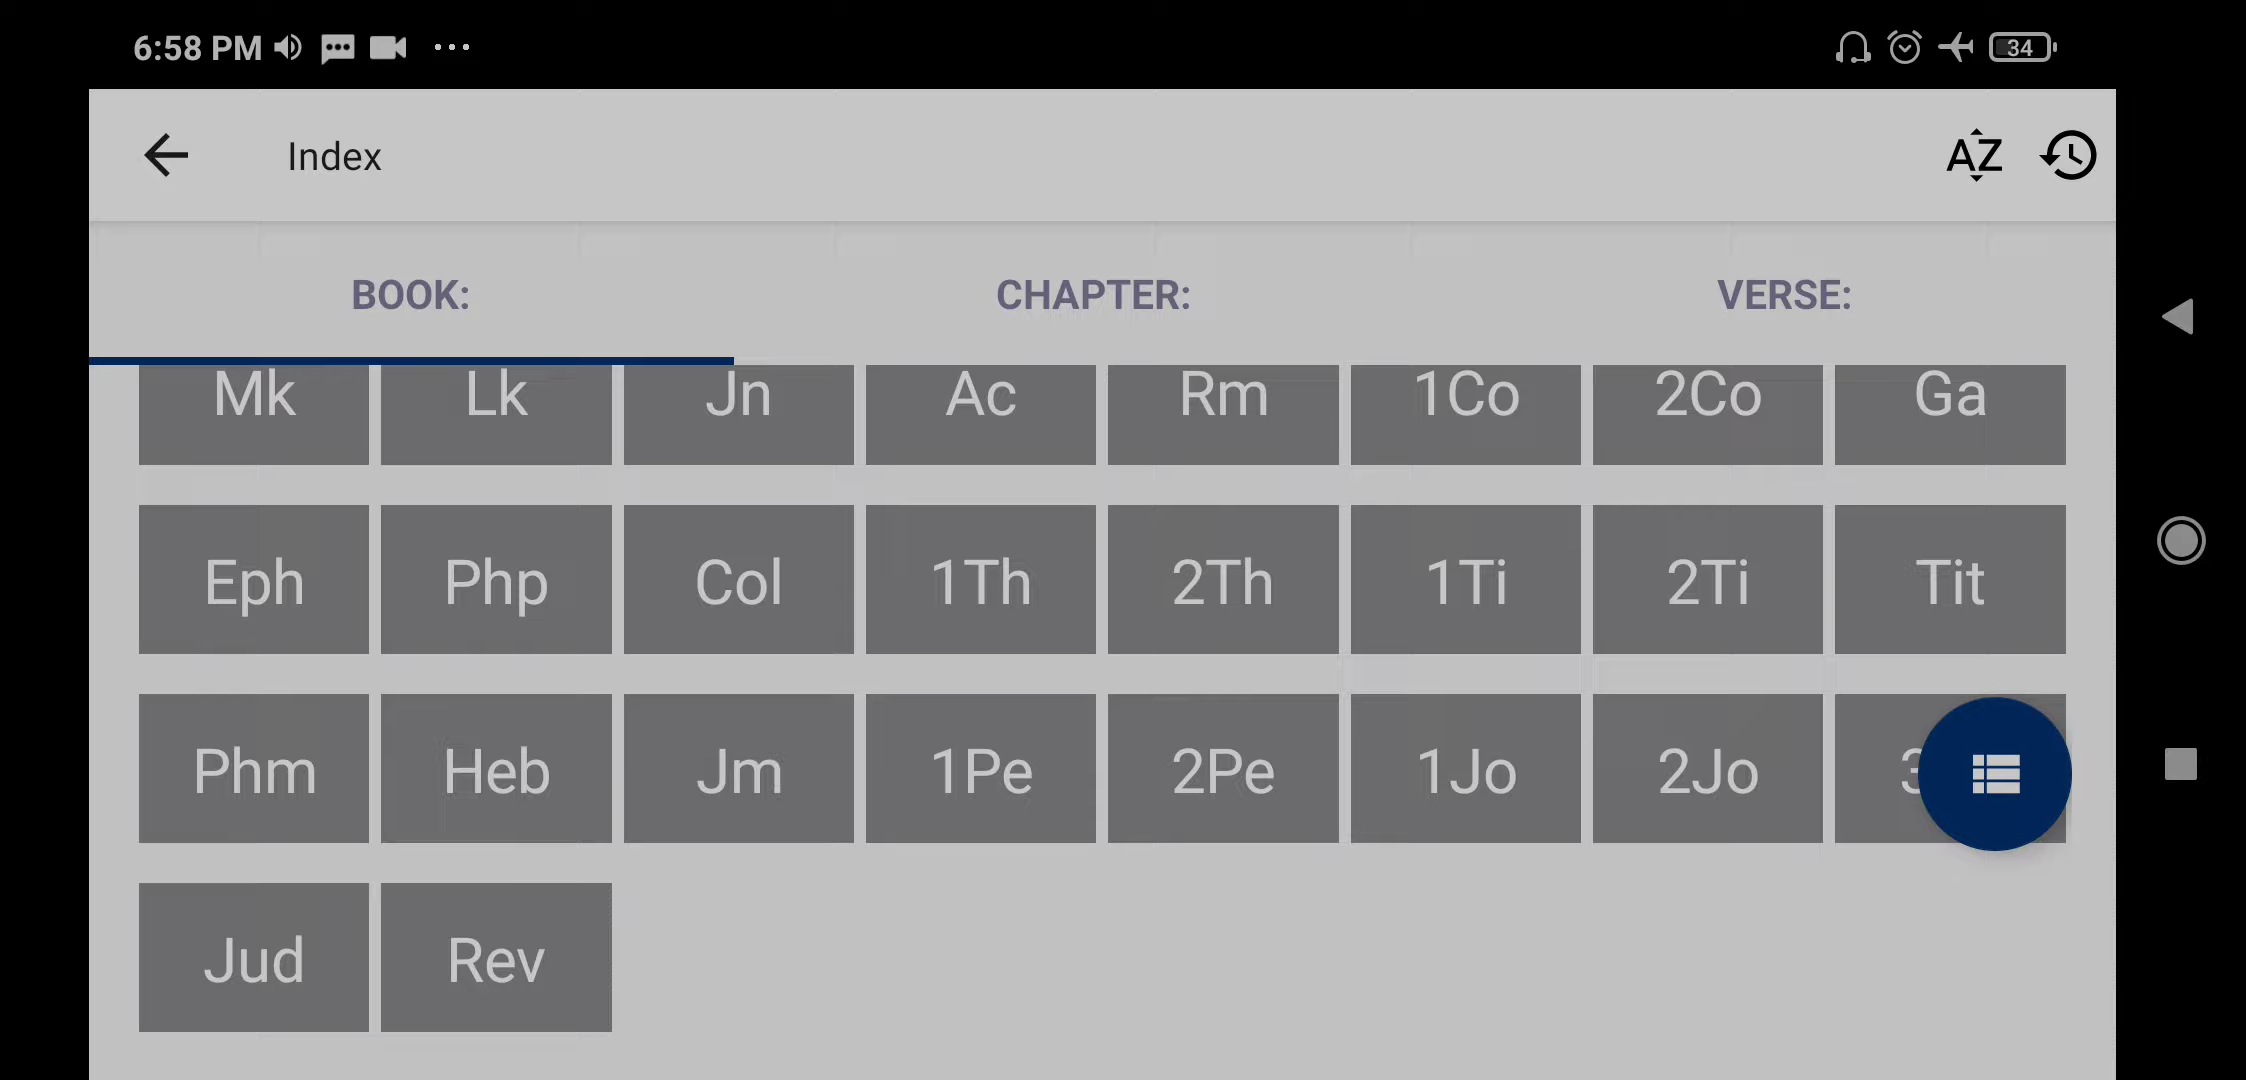 6:58 PM
34
Index
AZ
BOOK: CHAPTER: VERSE:
Mk Lk Jn Ac Rm 1Co 2Co Ga
Eph Php Col 1Th 2Th 1Ti 2Ti Tit
Phm Heb Jm 1Pe 2Pe 1Jo 2Jo
Jud Rev